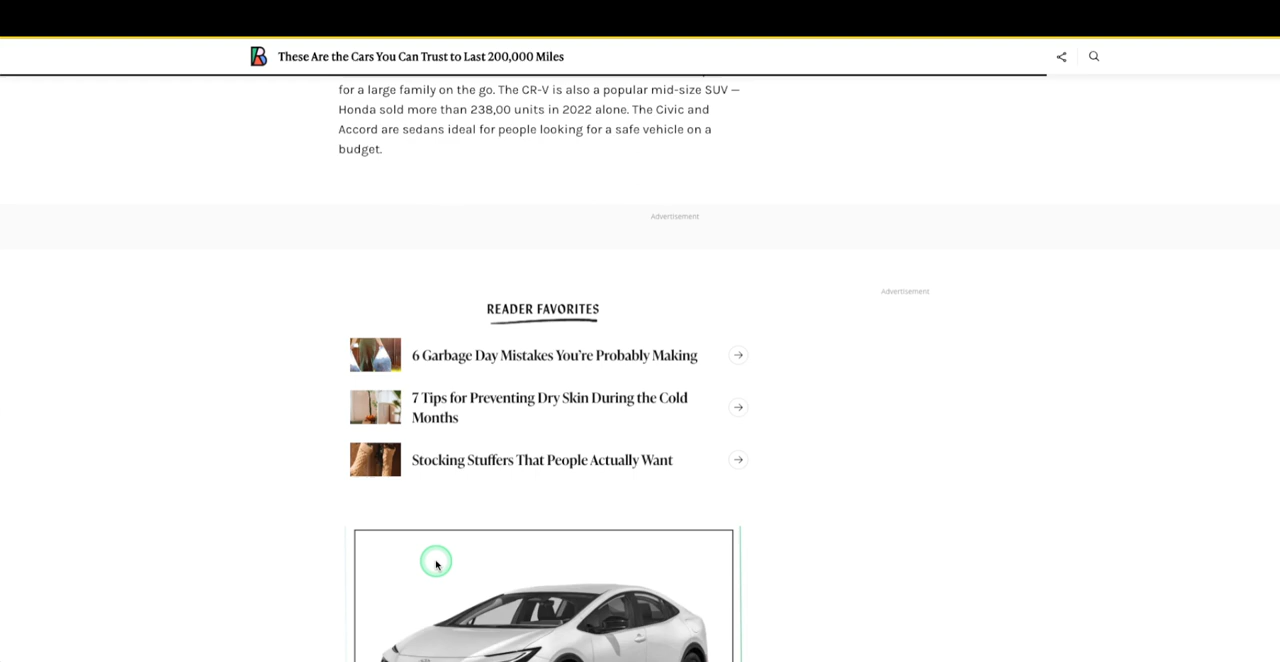 These Are the Cars You Can Trust to Last 200,000 Miles
for a large family on the go. The CR-V is also a popular mid-size SUV —
Honda sold more than 238,00 units in 2022 alone. The Civic and
Accord are sedans ideal for people looking for a safe vehicle on a
budget.
Advertisement
Advertisement
READER FAVORITES
6 Garbage Day Mistakes You're Probably Making
7 Tips for Preventing Dry Skin During the Cold
Months
Stocking Stuffers That People Actually Want